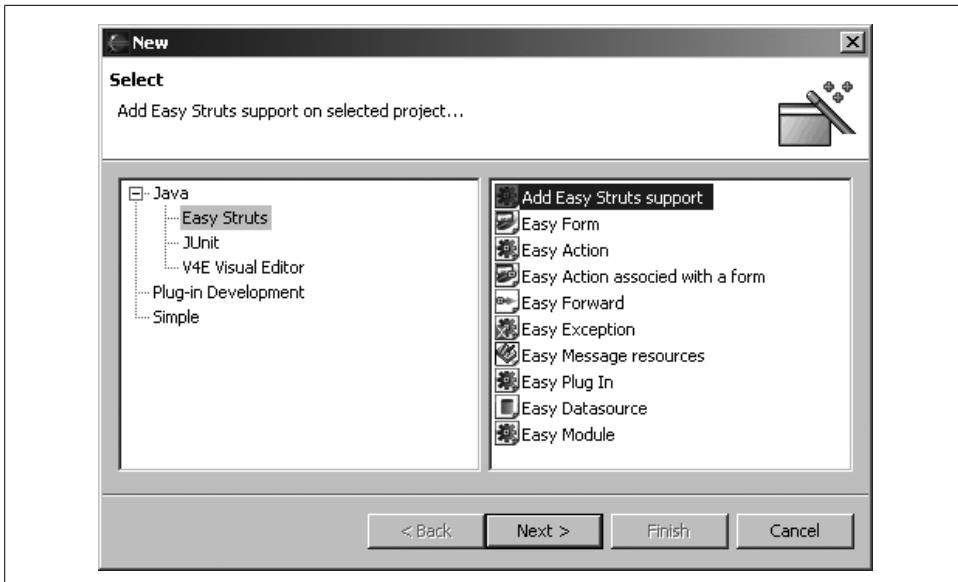 New
Select
Add Easy Struts support on selected project...
Java
Easy Struts
JUnit
V4E Visual Editor
Plug-in Development
Simple
Add Easy Struts support
Easy Form
Easy Action
Easy Action associed with a form
Easy Forward
Easy Exception
Easy Message resources
Easy Plug In
Easy Datasource
Easy Module
< Back
Next >
Finish
Cancel